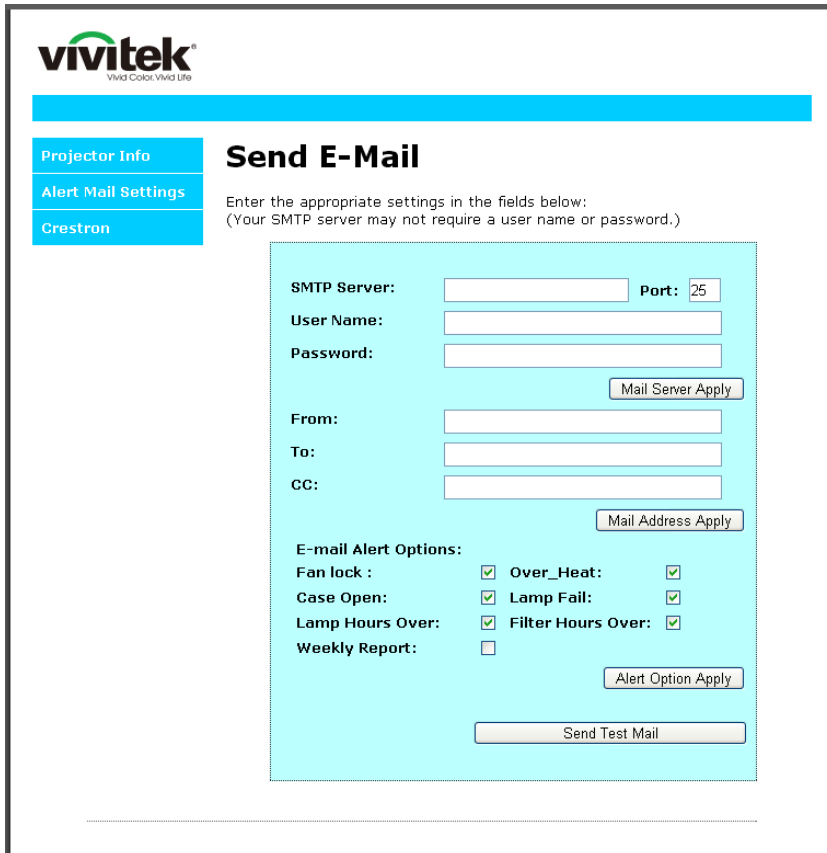 vivitek®
Vivid Color. Vivid Life
Projector Info
Alert Mail Settings
Crestron
Send E-Mail
Enter the appropriate settings in the fields below:
(Your SMTP server may not require a user name or password.)
SMTP Server: Port: 25
User Name:
Password:
Mail Server Apply
From:
To:
CC:
Mail Address Apply
E-mail Alert Options:
Fan lock : Over_Heat:
Case Open: Lamp Fail:
Lamp Hours Over: Filter Hours Over:
Weekly Report:
Alert Option Apply
Send Test Mail